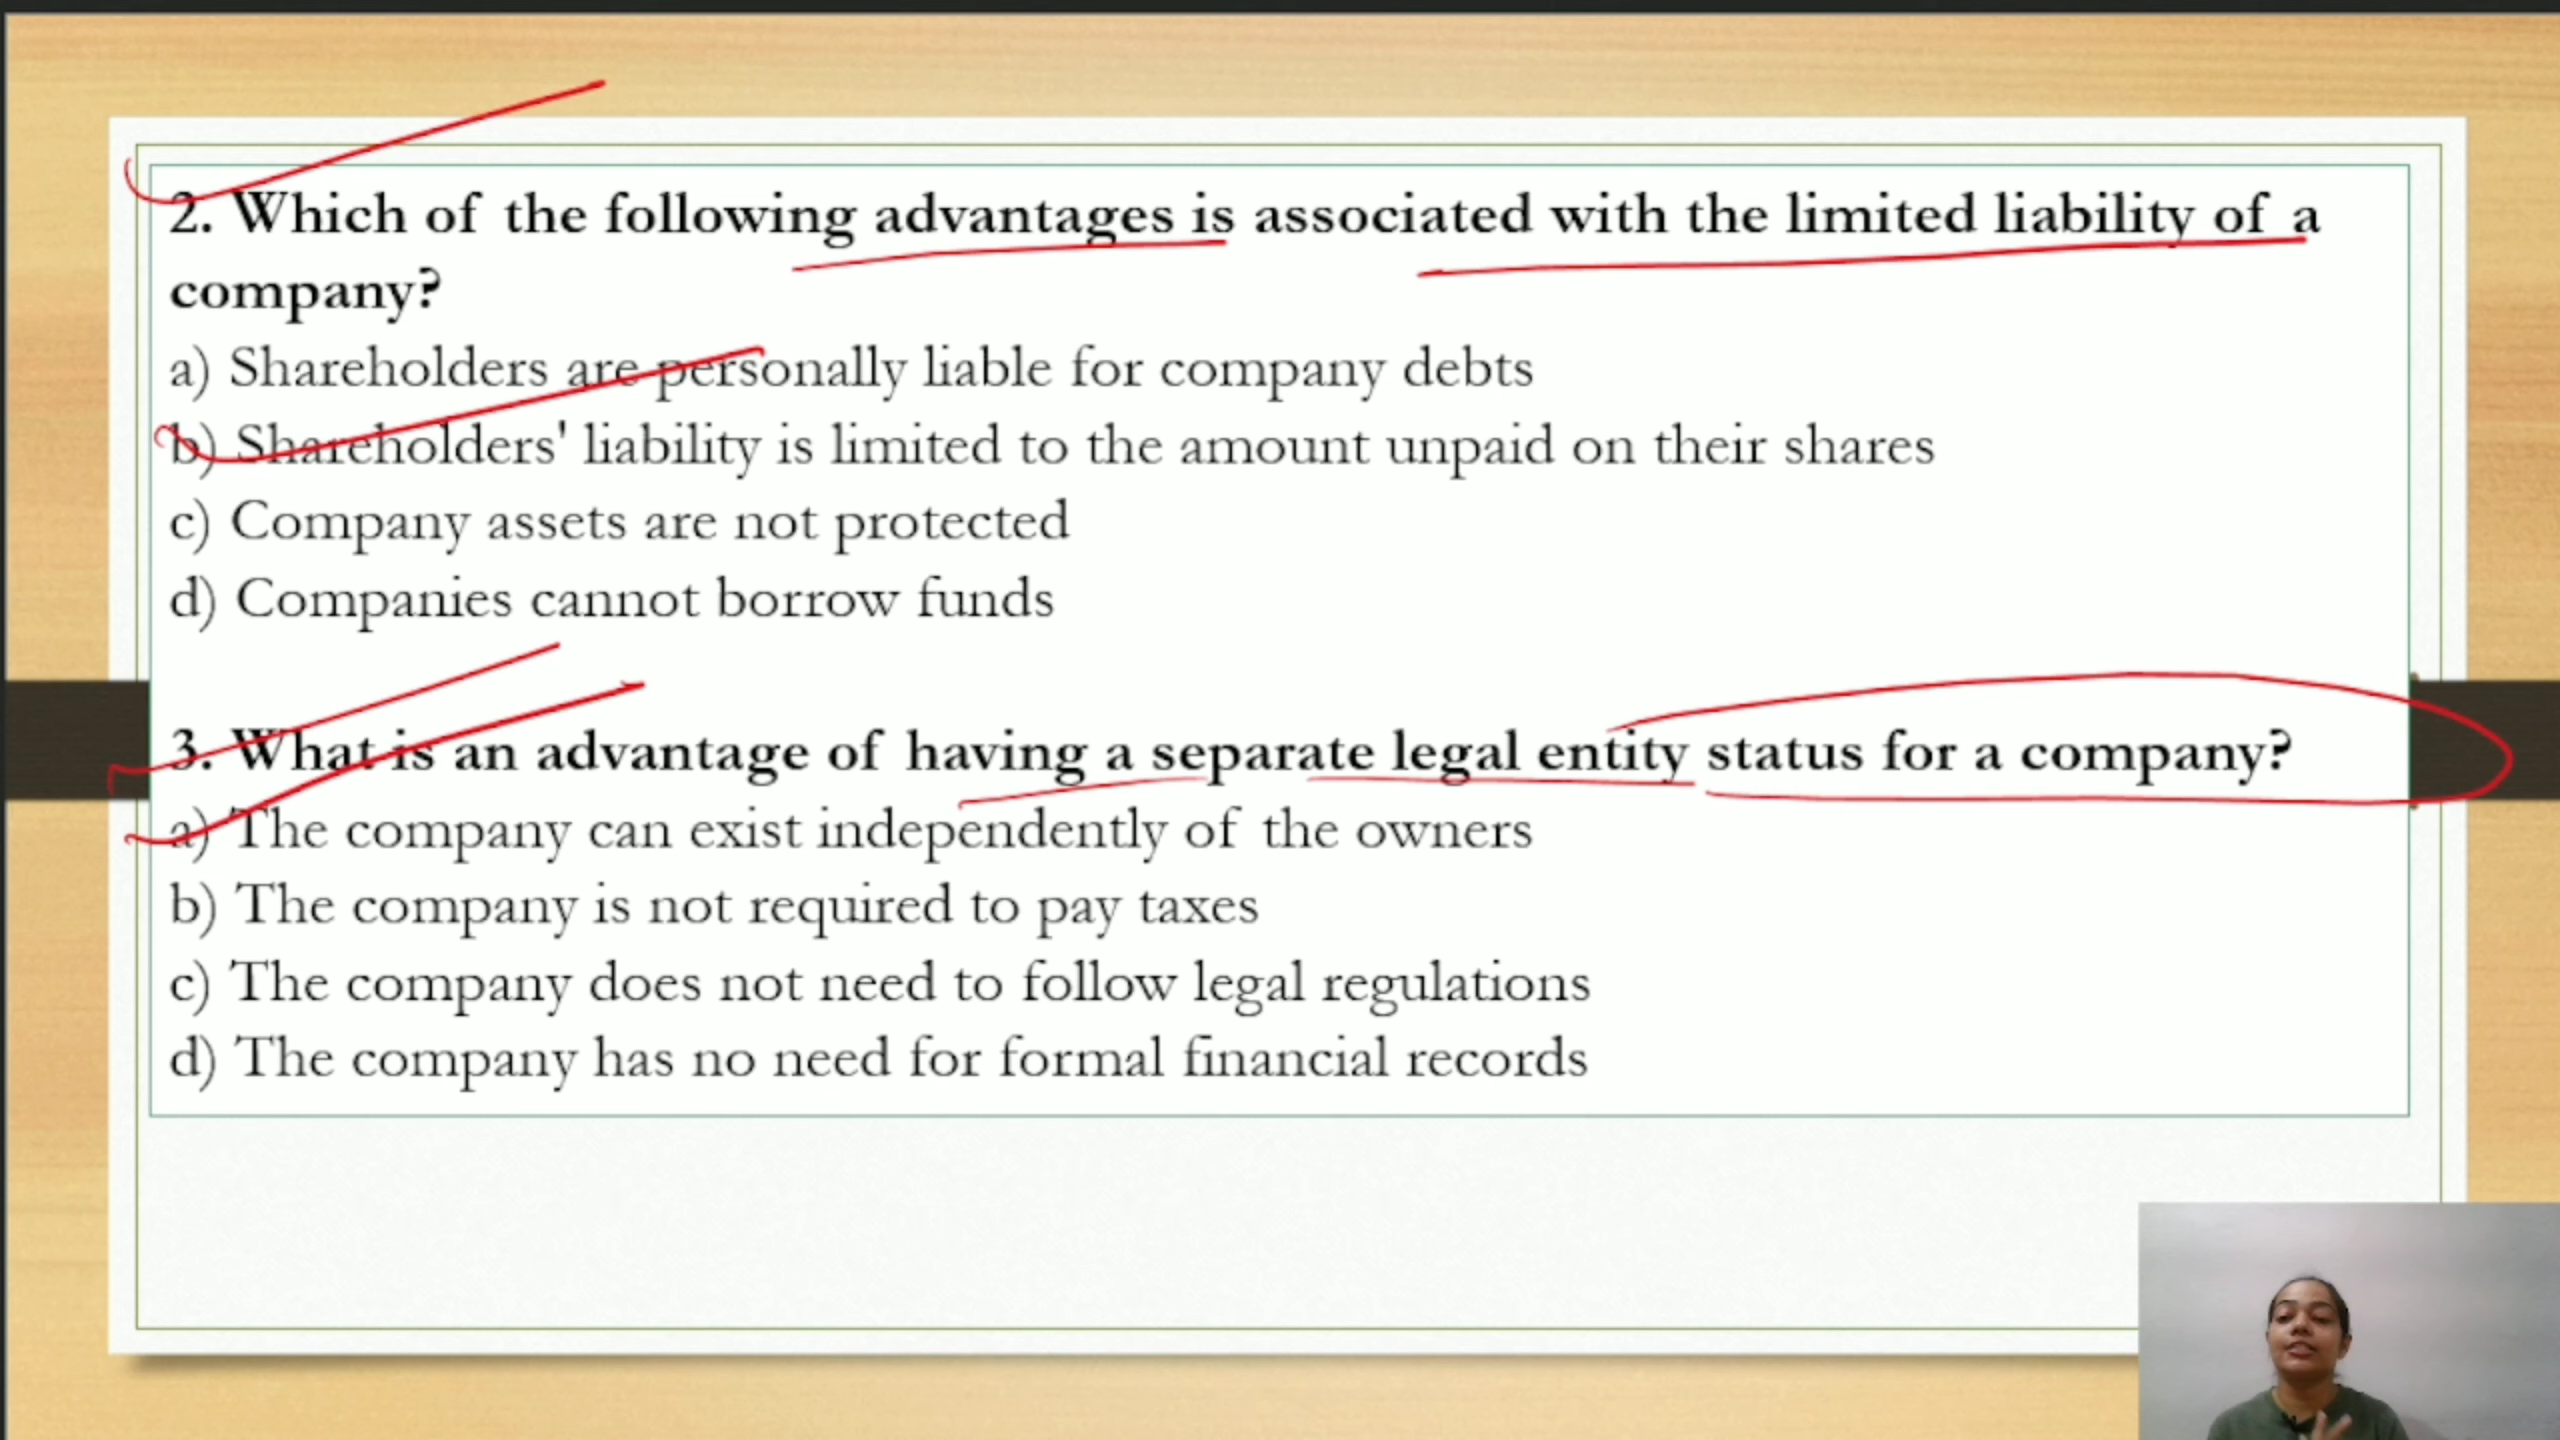 2. Which of the following advantages is associated with the limited liability of a
company?
a) Shareholders are personally liable for company debts
b) Shareholders' liability is limited to the amount unpaid on their shares
c) Company assets are not protected
d) Companies cannot borrow funds
3. What is an advantage of having a separate legal entity status for a company?
a) The company can exist independently of the owners
b) The company is not required to pay taxes
c) The company does not need to follow legal regulations
d) The company has no need for formal financial records